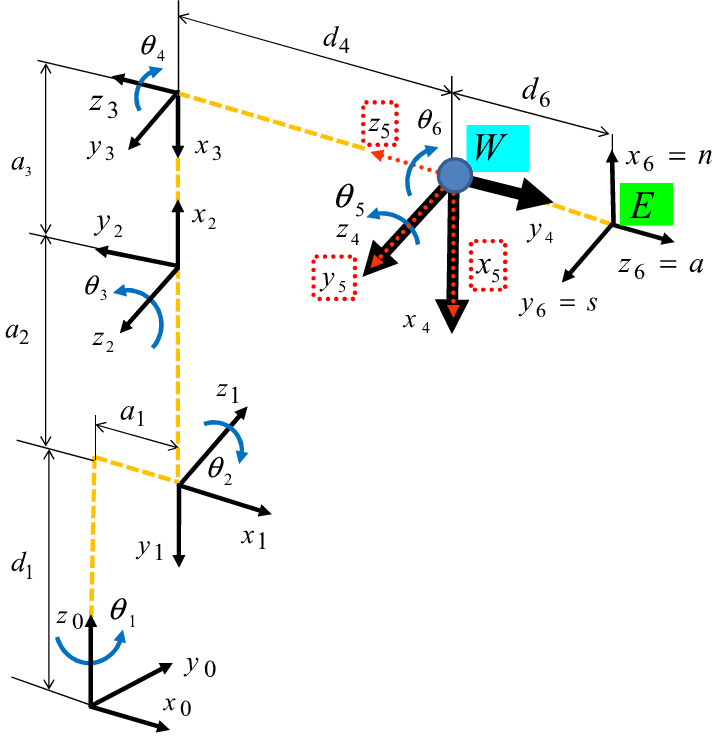 d₄
d₆
θ₄
z₃
y₃
x₃
a₃
z₅
θ₆
W
x₆ = n
E
θ₅
z₄
y₄
y₅
x₅
z₆ = a
y₆ = s
x₄
x₂
y₂
θ₃
z₂
a₂
z₁
a₁
θ₂
x₁
y₁
d₁
z₀
θ₁
y₀
x₀